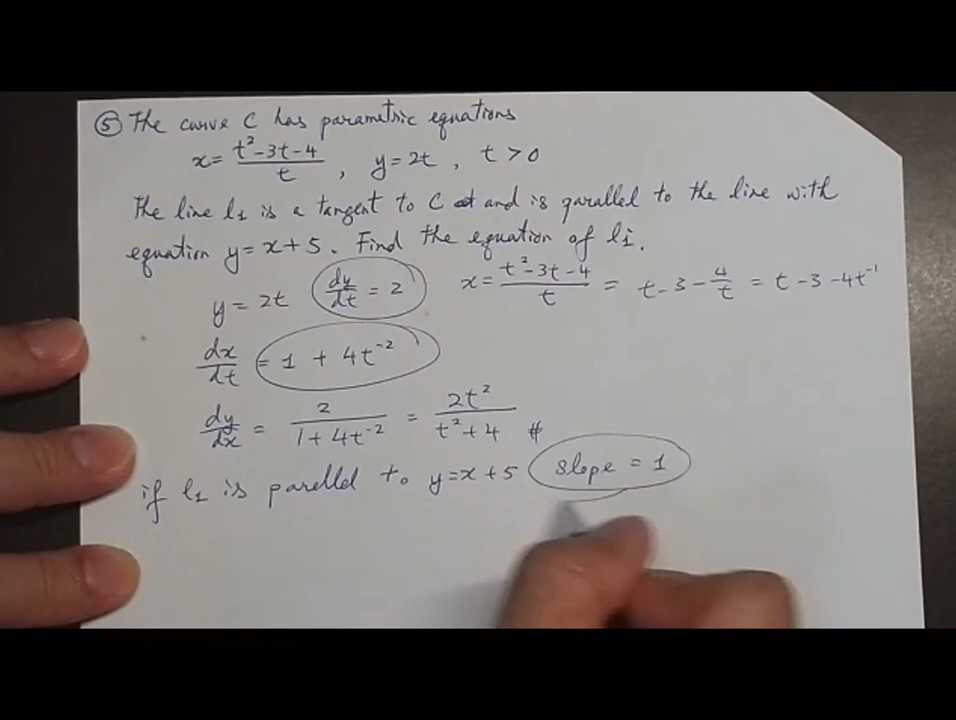 ⑤ The curve C has parametric equations
x = (t²-3t-4)/t , y = 2t , t > 0
The line l₁ is a tangent to C and is parallel to the line with
equation y = x + 5. Find the equation of l₁.
y = 2t dy/dt = 2 x = (t²-3t-4)/t = t - 3 - 4/t = t - 3 - 4t⁻¹
dx/dt = 1 + 4t⁻²
dy/dx = 2/(1 + 4t⁻²) = 2t²/(t² + 4) #
if l₁ is parellel to y = x + 5 slope = 1